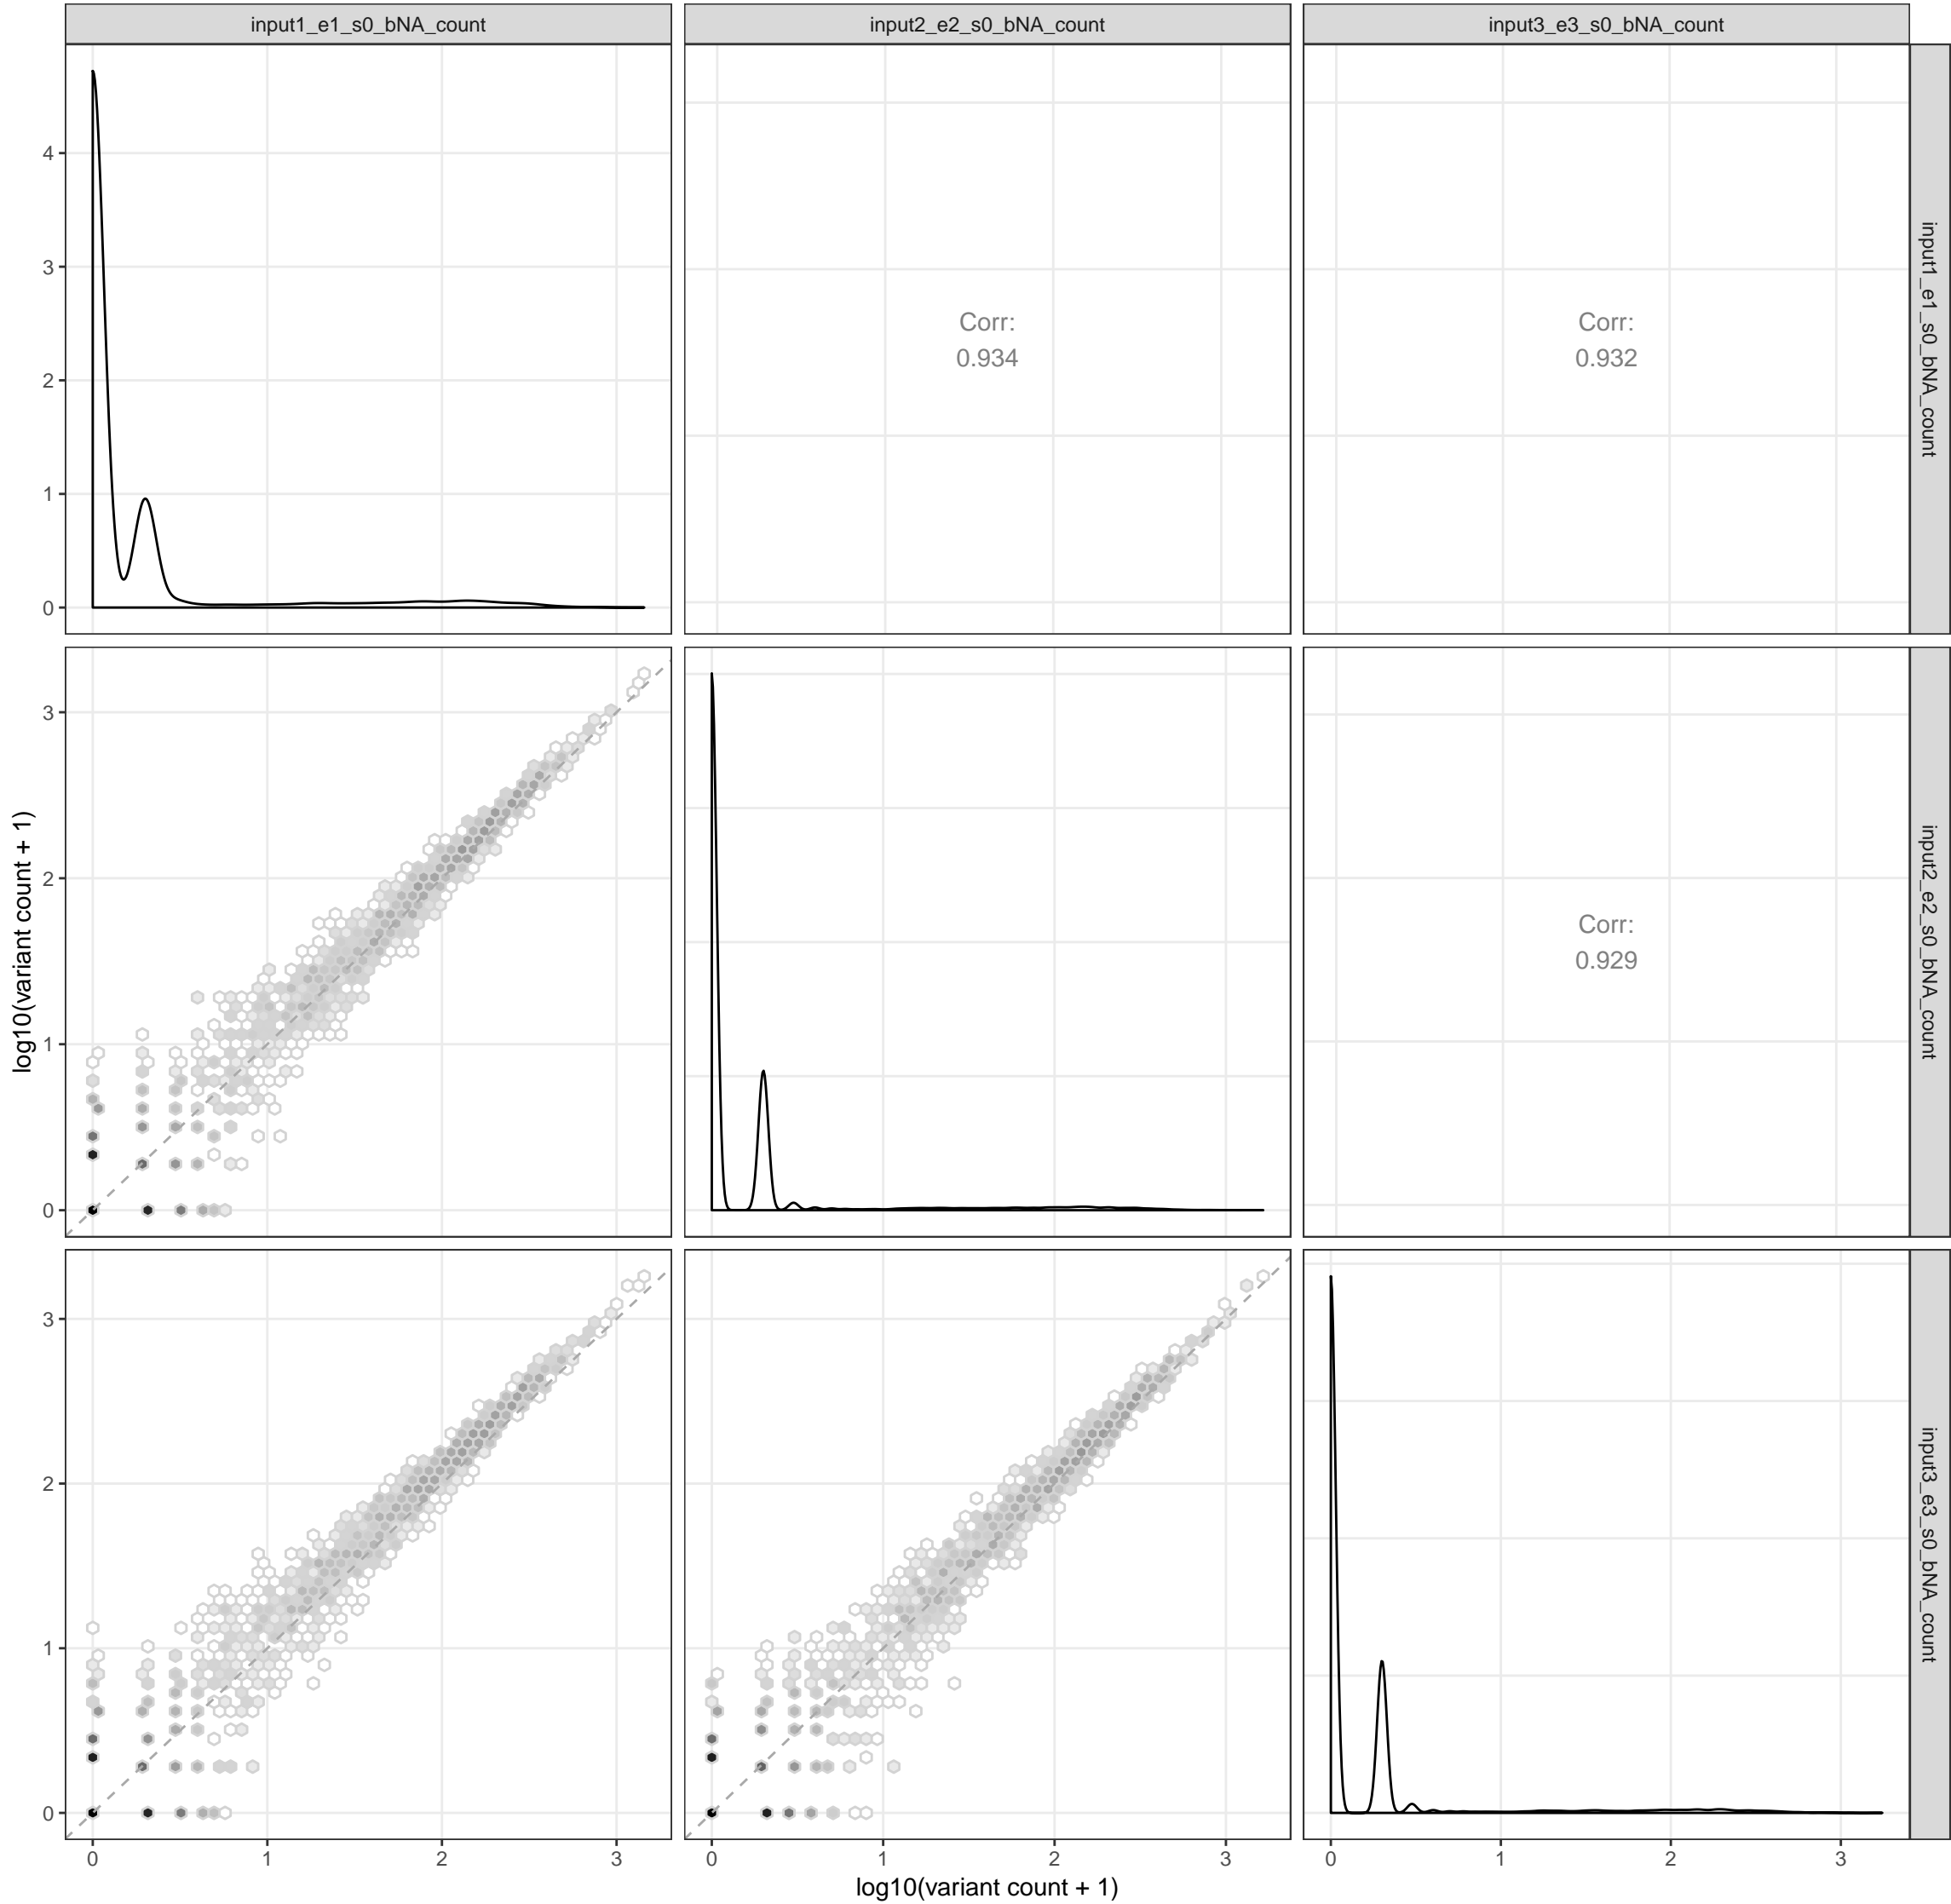 input1_e1_s0_bNA_count
input2_e2_s0_bNA_count
input3_e3_s0_bNA_count
4
3
2
1
0
Corr:
0.934
Corr:
0.932
input1_e1_s0_bNA_count
3
2
1
0
Corr:
0.929
input2_e2_s0_bNA_count
log10(variant count + 1)
3
2
1
0
input3_e3_s0_bNA_count
0 1 2 3
0 1 2 3
0 1 2 3
log10(variant count + 1)